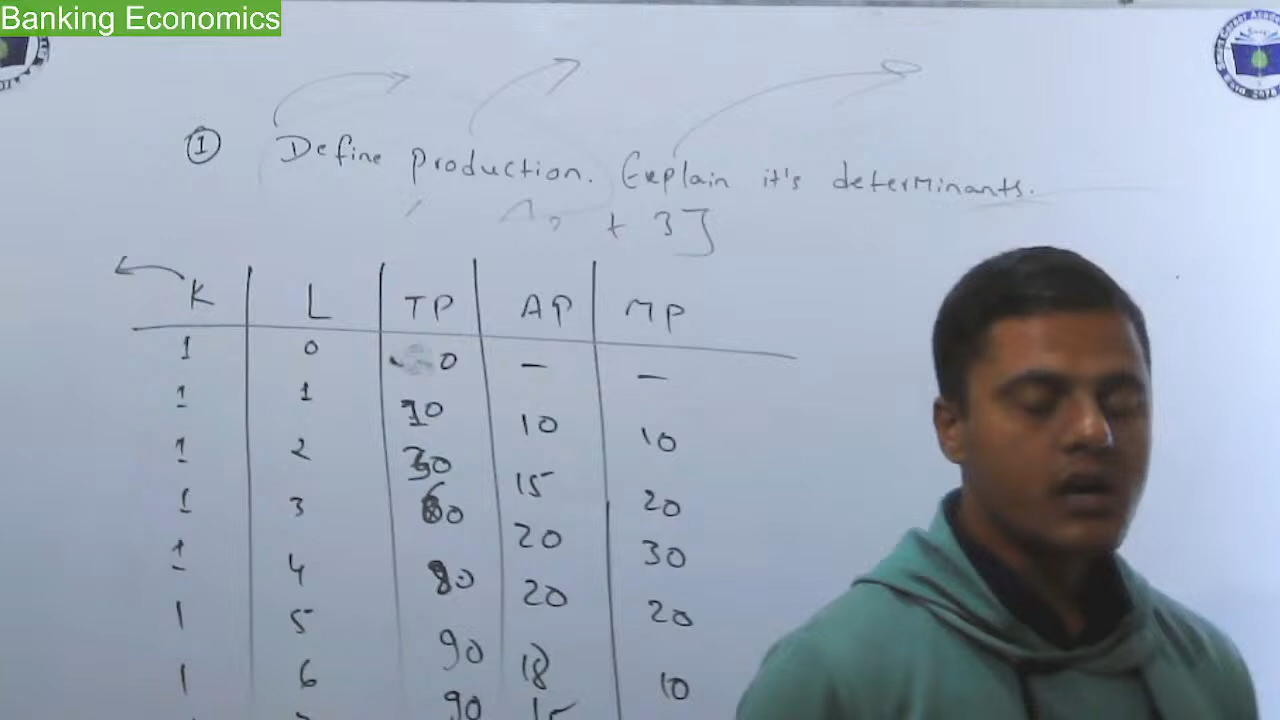 Banking Economics
① Define production. Explain it's determinants.
+ 3]
K L TP AP MP
1 0 0 - -
1 1 10 10 10
1 2 30 15 20
1 3 60 20 30
1 4 80 20 20
1 5 90 18 10
1 6 90 15